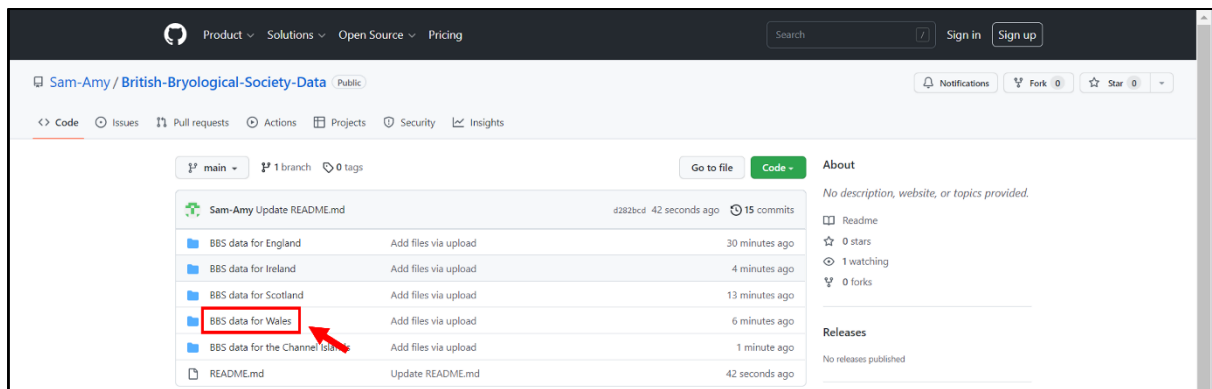 Product Solutions Open Source Pricing Search / Sign in Sign up
Sam-Amy / British-Bryological-Society-Data Public Notifications Fork 0 Star 0
Code Issues Pull requests Actions Projects Security Insights
main 1 branch 0 tags Go to file Code
Sam-Amy Update README.md d282bcd 42 seconds ago 15 commits
BBS data for England Add files via upload 30 minutes ago
BBS data for Ireland Add files via upload 4 minutes ago
BBS data for Scotland Add files via upload 13 minutes ago
BBS data for Wales Add files via upload 6 minutes ago
BBS data for the Channel Islands Add files via upload 1 minute ago
README.md Update README.md 42 seconds ago
About
No description, website, or topics provided.
Readme
0 stars
1 watching
0 forks
Releases
No releases published